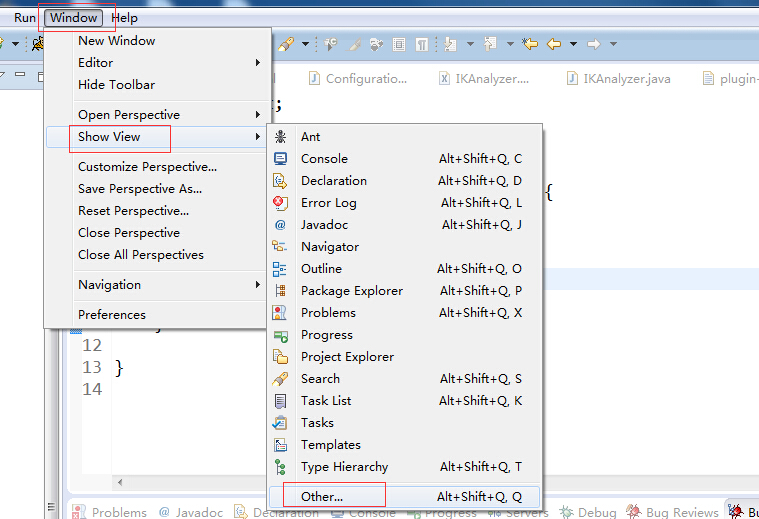 Run Window Help
New Window
Editor
Hide Toolbar
Open Perspective
Show View
Customize Perspective...
Save Perspective As...
Reset Perspective...
Close Perspective
Close All Perspectives
Navigation
Preferences
Configuratio...
IKAnalyzer....
IKAnalyzer.java
plugin-
;
{
Ant
Console Alt+Shift+Q, C
Declaration Alt+Shift+Q, D
Error Log Alt+Shift+Q, L
Javadoc Alt+Shift+Q, J
Navigator
Outline Alt+Shift+Q, O
Package Explorer Alt+Shift+Q, P
Problems Alt+Shift+Q, X
Progress
Project Explorer
Search Alt+Shift+Q, S
Task List Alt+Shift+Q, K
Tasks
Templates
Type Hierarchy Alt+Shift+Q, T
Other... Alt+Shift+Q, Q
12
13 }
14
Problems Javadoc Declaration Console Progress Servers Debug Bug Reviews Bu